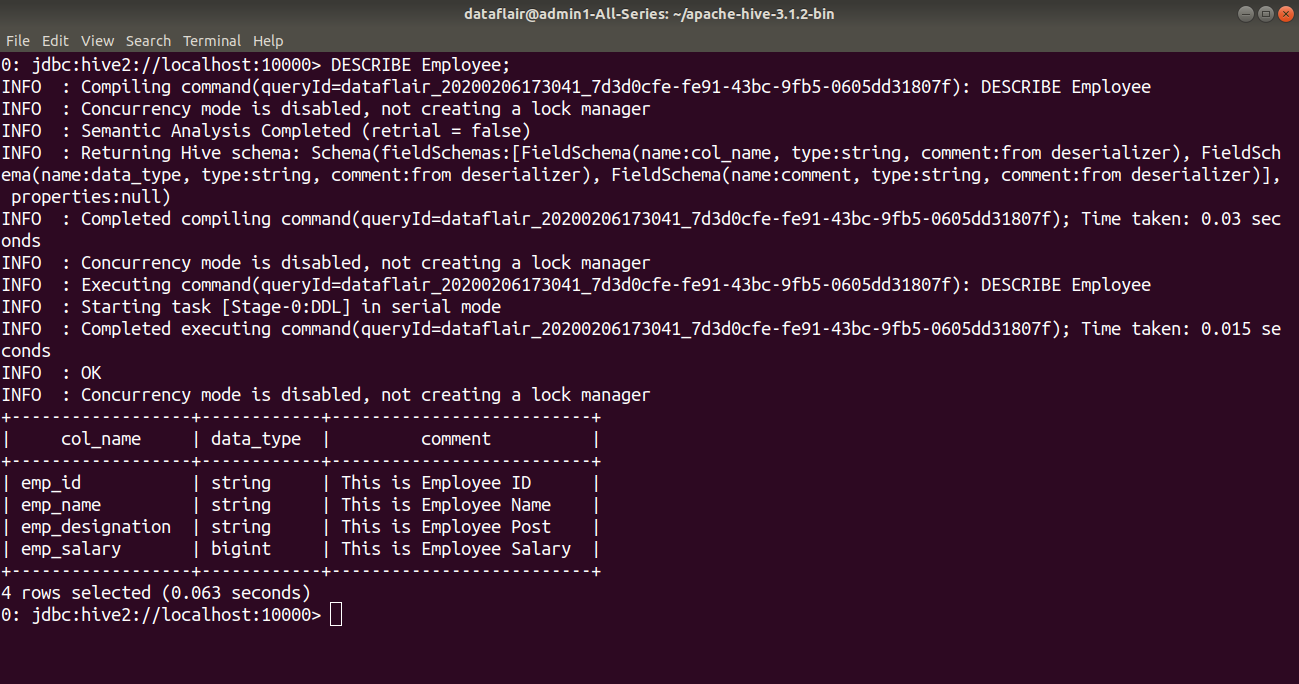 dataflair@admin1-All-Series: ~/apache-hive-3.1.2-bin
File Edit View Search Terminal Help
0: jdbc:hive2://localhost:10000> DESCRIBE Employee;
INFO  : Compiling command(queryId=dataflair_20200206173041_7d3d0cfe-fe91-43bc-9fb5-0605dd31807f): DESCRIBE Employee
INFO  : Concurrency mode is disabled, not creating a lock manager
INFO  : Semantic Analysis Completed (retrial = false)
INFO  : Returning Hive schema: Schema(fieldSchemas:[FieldSchema(name:col_name, type:string, comment:from deserializer), FieldSch
ema(name:data_type, type:string, comment:from deserializer), FieldSchema(name:comment, type:string, comment:from deserializer)],
 properties:null)
INFO  : Completed compiling command(queryId=dataflair_20200206173041_7d3d0cfe-fe91-43bc-9fb5-0605dd31807f); Time taken: 0.03 sec
onds
INFO  : Concurrency mode is disabled, not creating a lock manager
INFO  : Executing command(queryId=dataflair_20200206173041_7d3d0cfe-fe91-43bc-9fb5-0605dd31807f): DESCRIBE Employee
INFO  : Starting task [Stage-0:DDL] in serial mode
INFO  : Completed executing command(queryId=dataflair_20200206173041_7d3d0cfe-fe91-43bc-9fb5-0605dd31807f); Time taken: 0.015 se
conds
INFO  : OK
INFO  : Concurrency mode is disabled, not creating a lock manager
+------------------+------------+--------------------------+
|     col_name     | data_type  |         comment          |
+------------------+------------+--------------------------+
| emp_id           | string     | This is Employee ID      |
| emp_name         | string     | This is Employee Name    |
| emp_designation  | string     | This is Employee Post    |
| emp_salary       | bigint     | This is Employee Salary  |
+------------------+------------+--------------------------+
4 rows selected (0.063 seconds)
0: jdbc:hive2://localhost:10000>